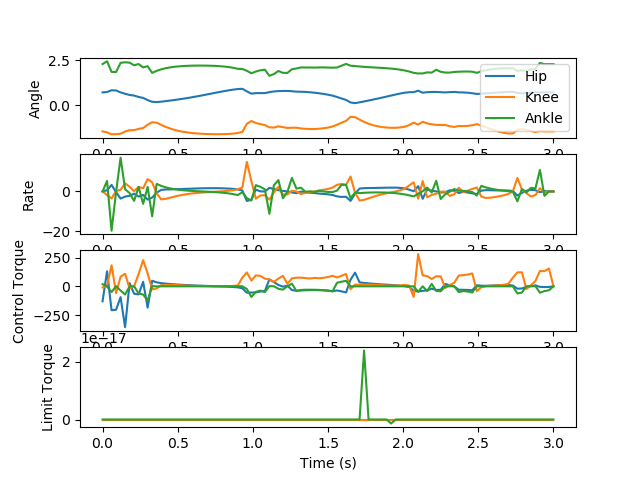 2.5
0.0
Angle
Hip
Knee
Ankle
0.0 0.5 1.0 1.5 2.0 2.5 3.0
0
−20
Rate
0.0 0.5 1.0 1.5 2.0 2.5 3.0
250
0
−250
Control Torque
0.0 0.5 1.0 1.5 2.0 2.5 3.0
1e−17
2
0
Limit Torque
0.0 0.5 1.0 1.5 2.0 2.5 3.0
Time (s)